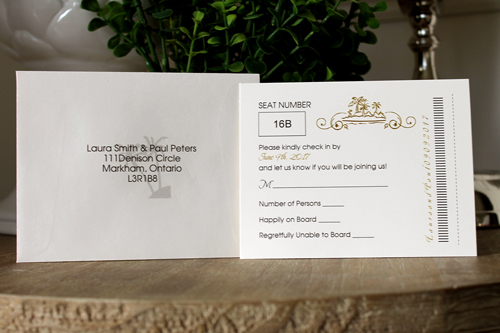 Laura Smith & Paul Peters
111Denison Circle
Markham, Ontario
L3R1B8
SEAT NUMBER
16B
Please kindly check in by
June 4th, 2017
and let us know if you will be joining us!
M
Number of Persons
Happily on Board
Regretfully Unable to Board
LauraandPaul09092017